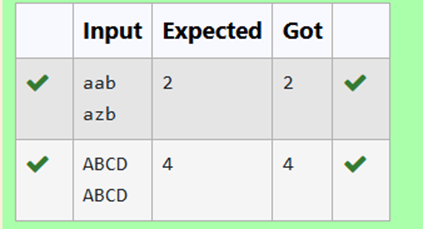 Input Expected Got
aab 2 2
azb
ABCD 4 4
ABCD